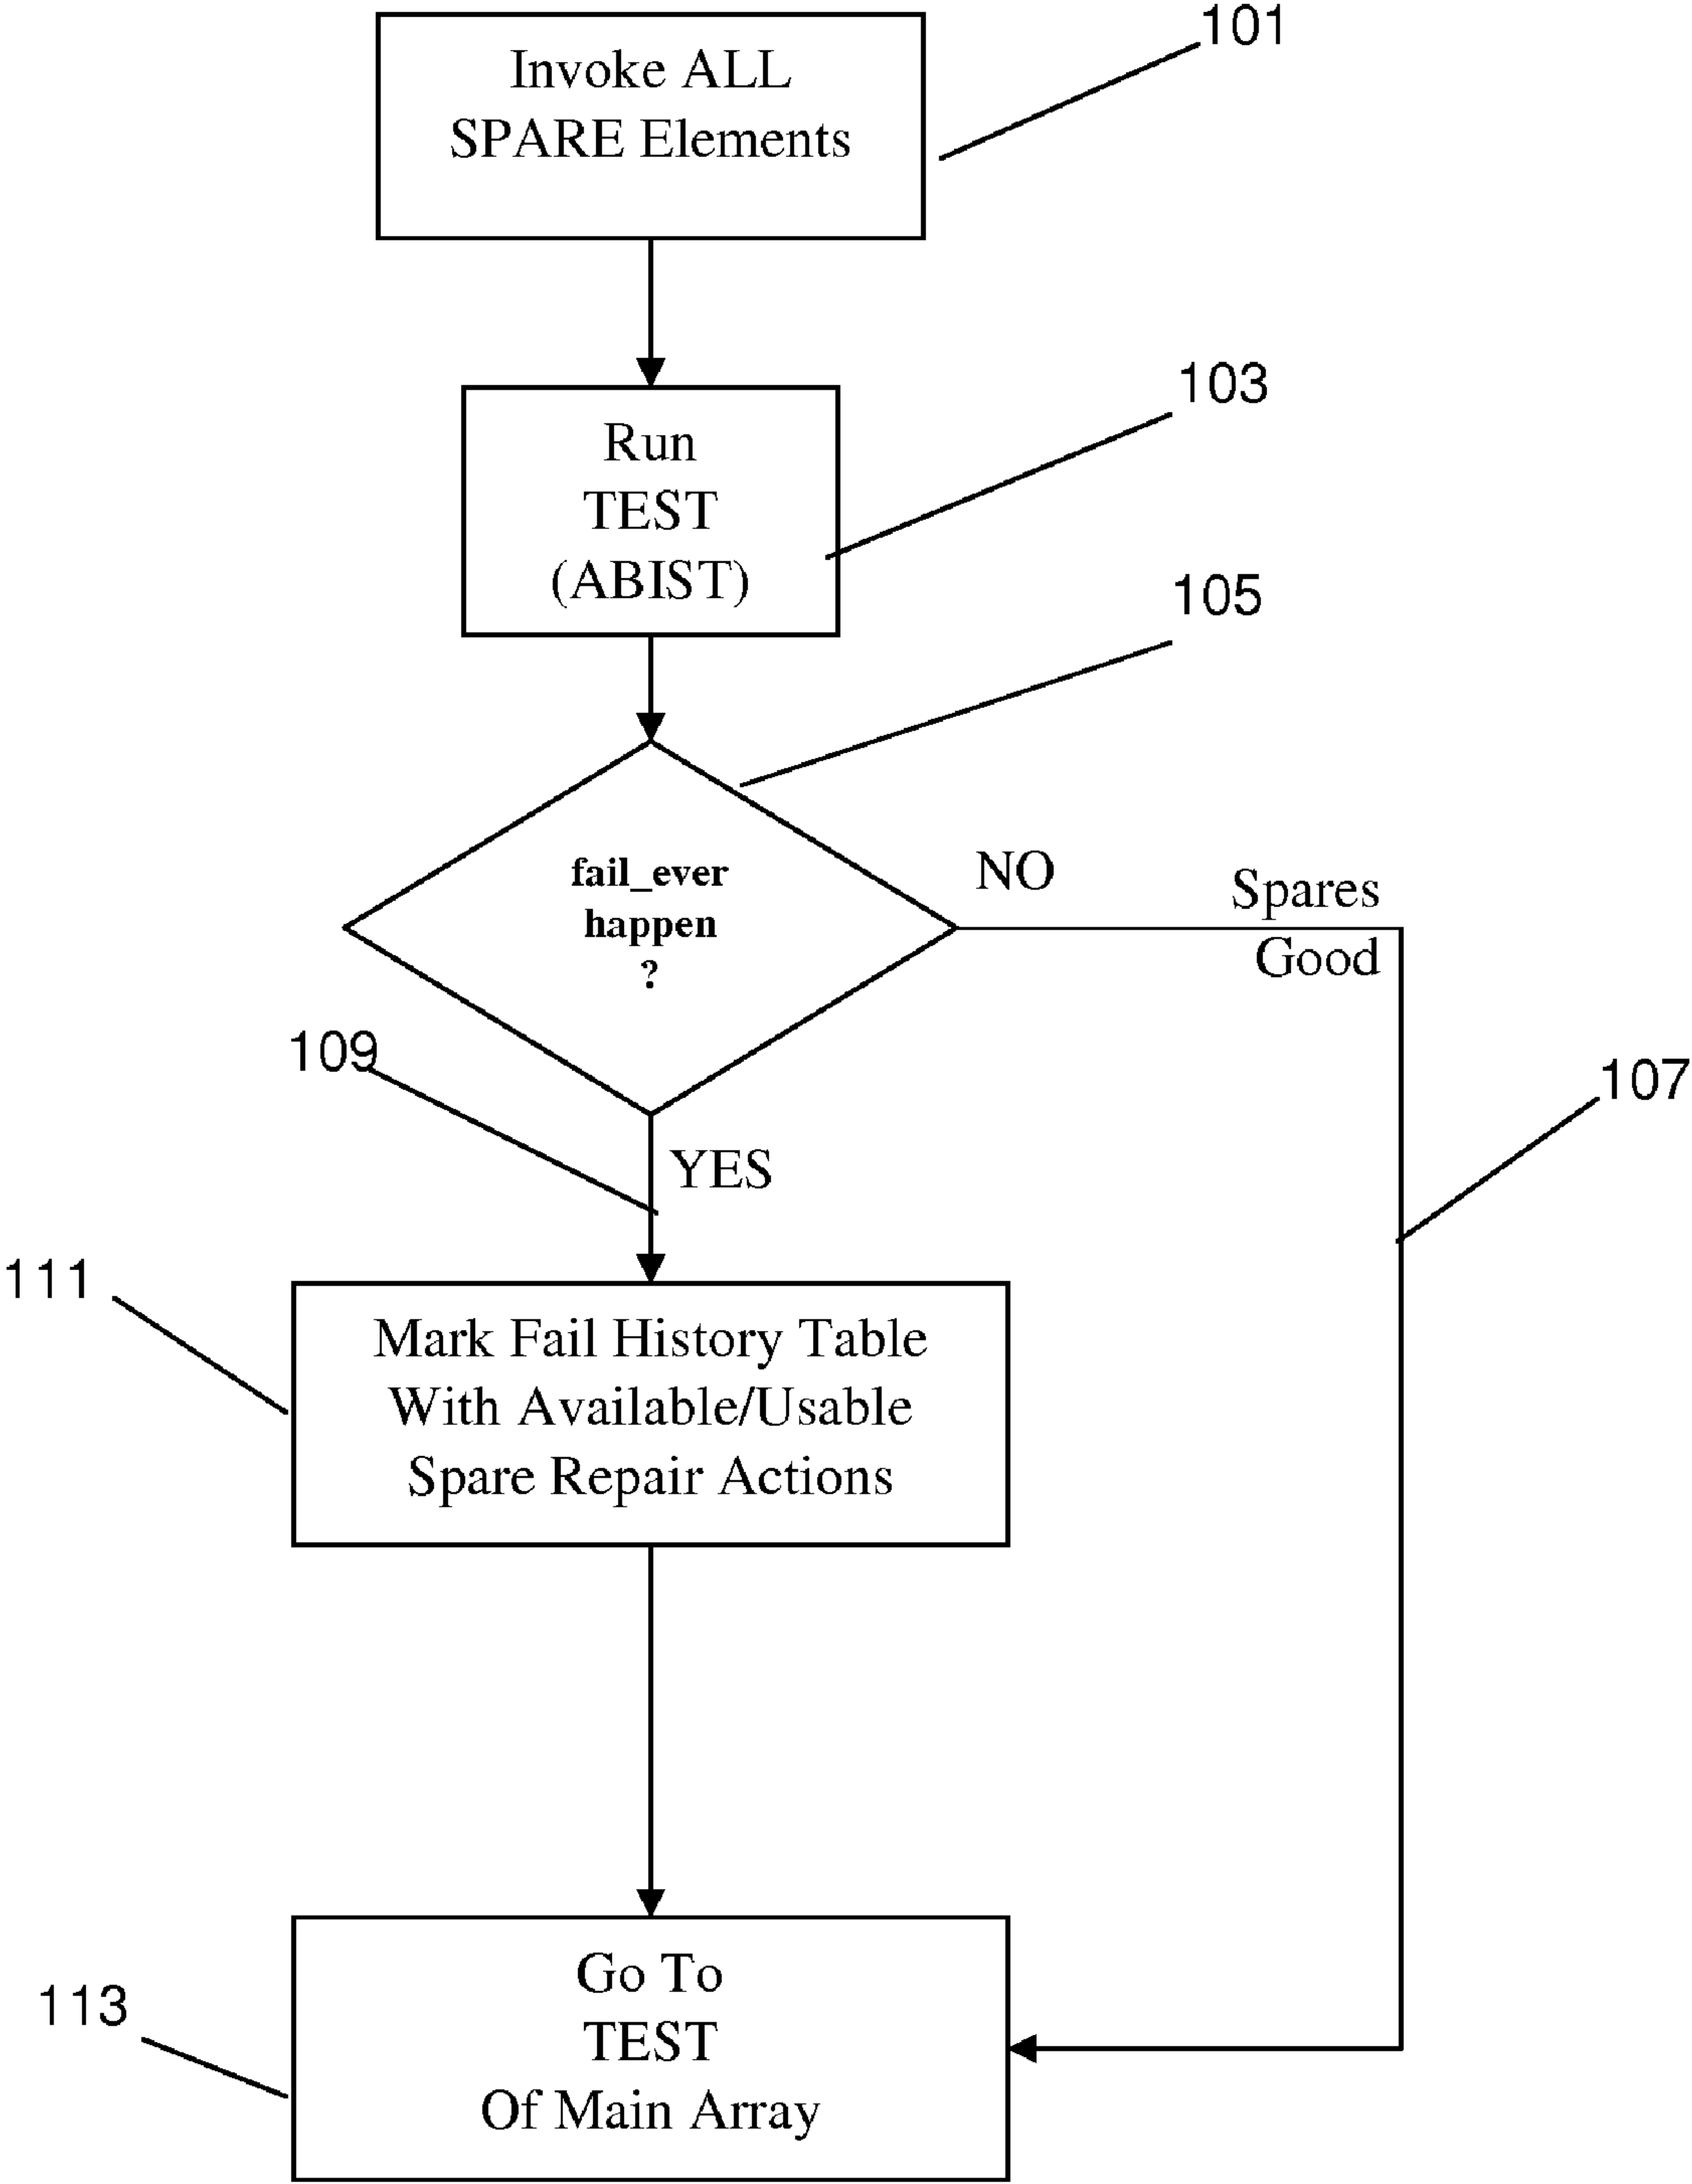 101
Invoke ALL
SPARE Elements
103
Run
TEST
(ABIST)
105
fail_ever
happen
?
NO
Spares
Good
109
107
YES
111
Mark Fail History Table
With Available/Usable
Spare Repair Actions
113
Go To
TEST
Of Main Array